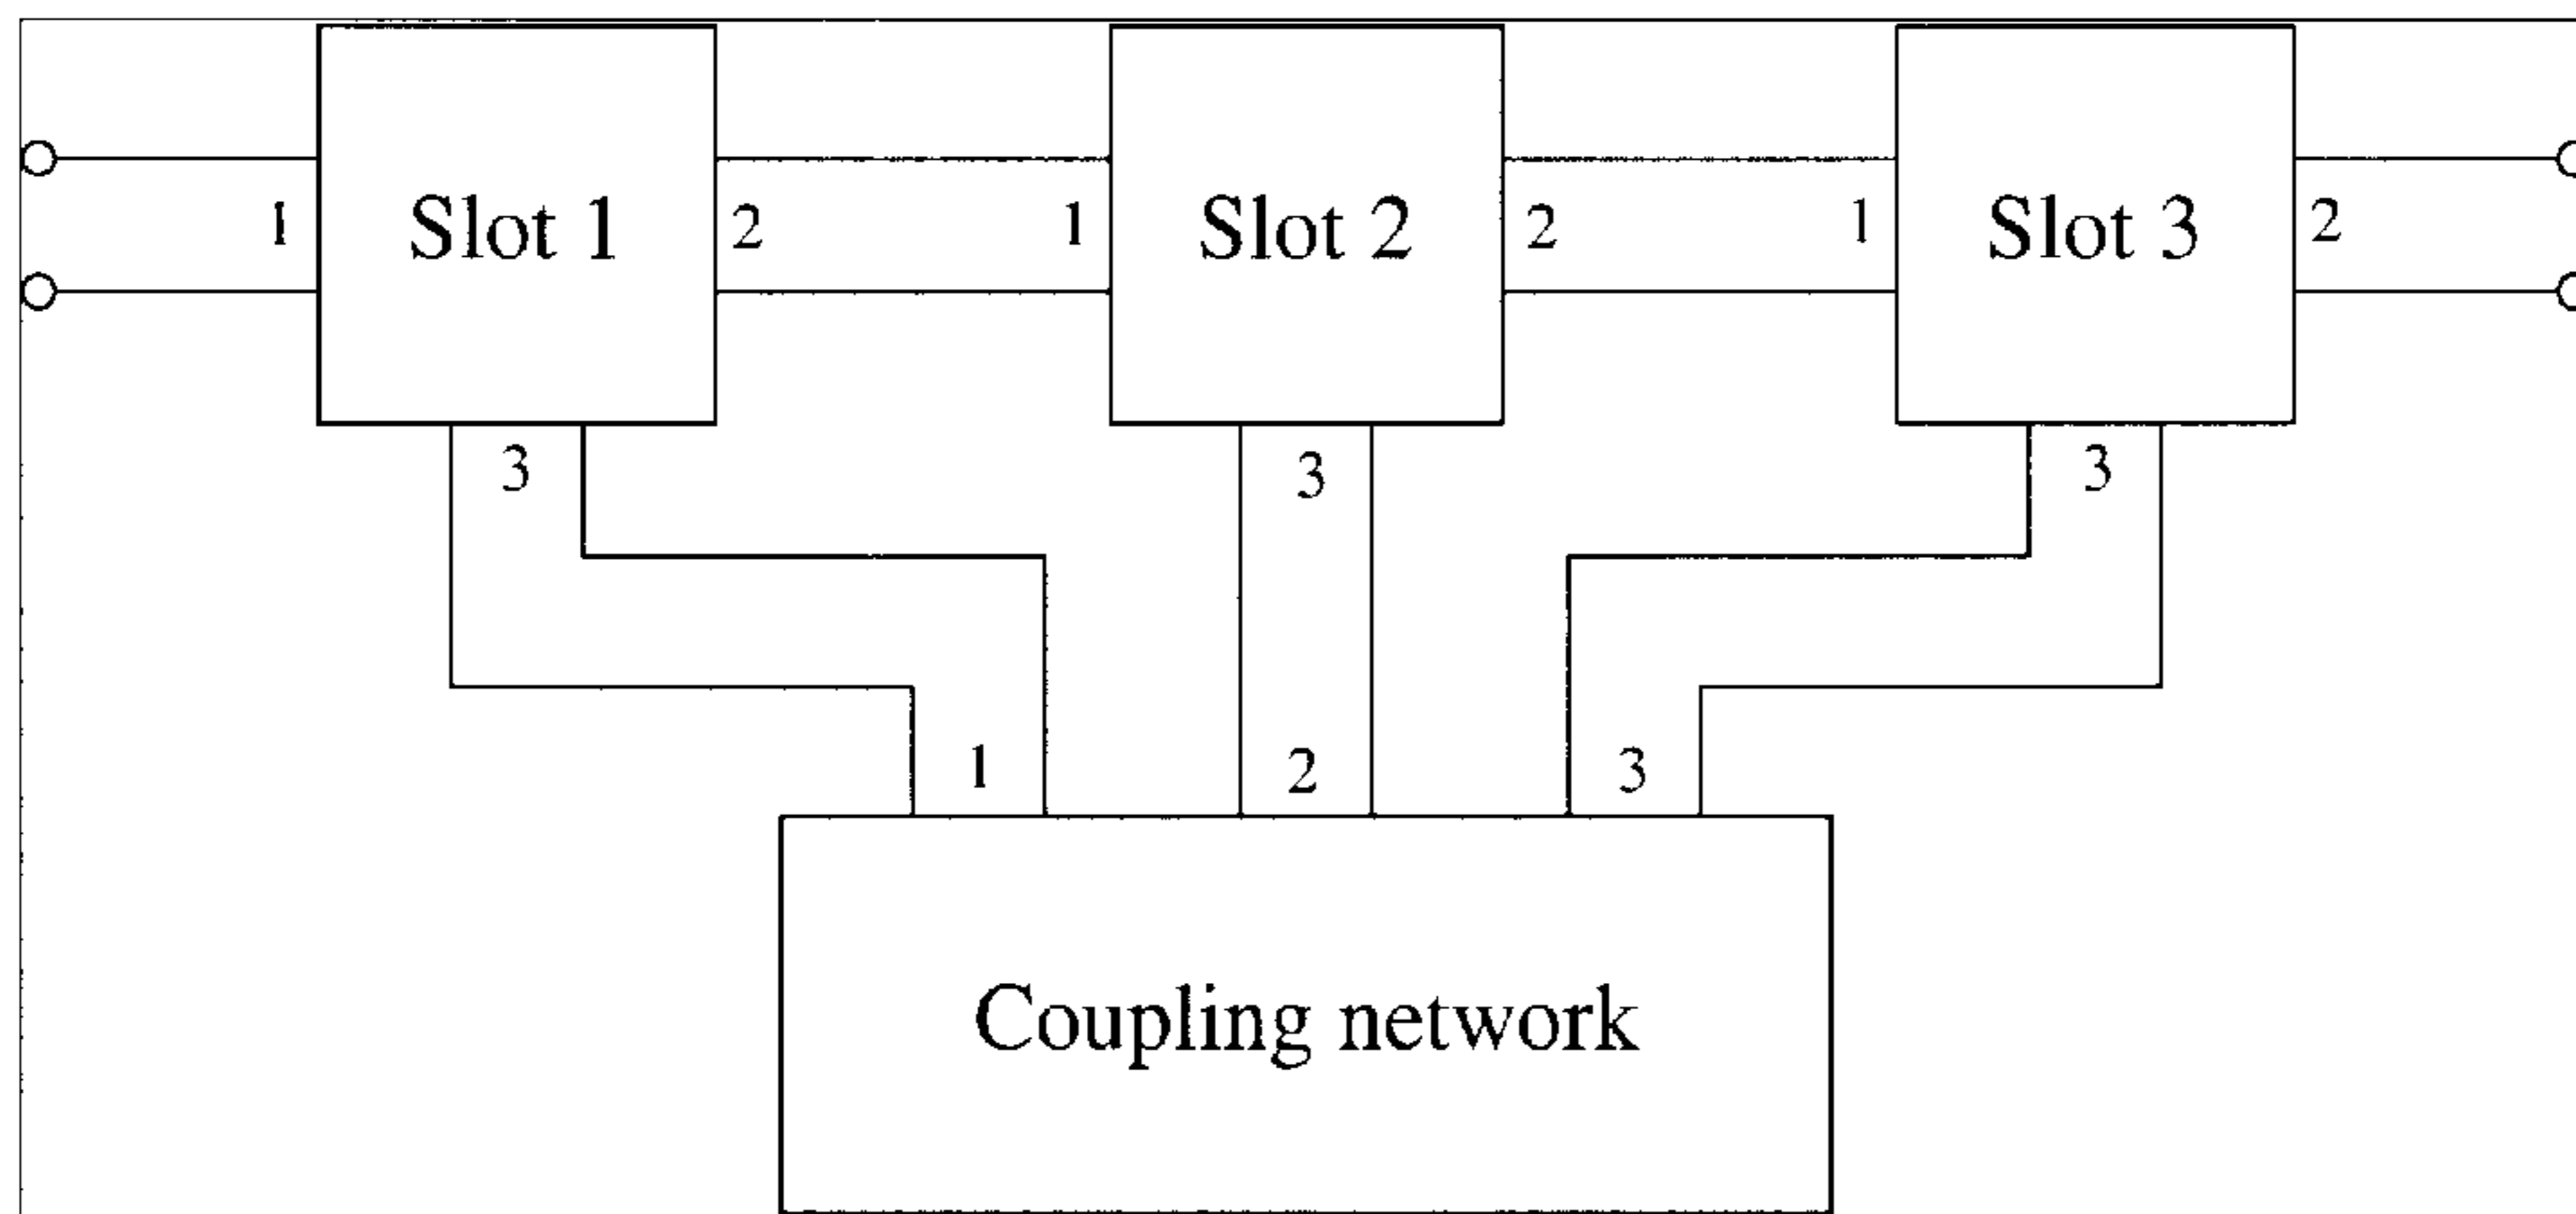 1 Slot 1 2 1 Slot 2 2 1 Slot 3 2
3 3 3
1 2 3
Coupling network